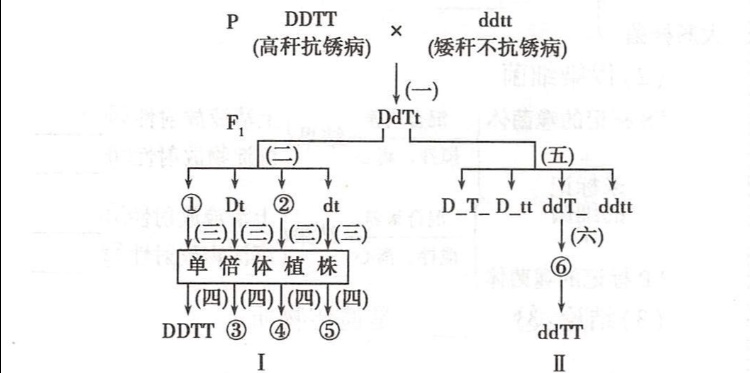 P DDTT × ddtt
(高秆抗锈病) (矮秆不抗锈病)
(一)
F1 DdTt
(二) (五)
① Dt ② dt D_T_ D_tt ddT_ ddtt
(三) (三) (三) (三) (六)
单倍体植株 ⑥
(四) (四) (四) (四)
DDTT ③ ④ ⑤ ddTT
Ⅰ Ⅱ